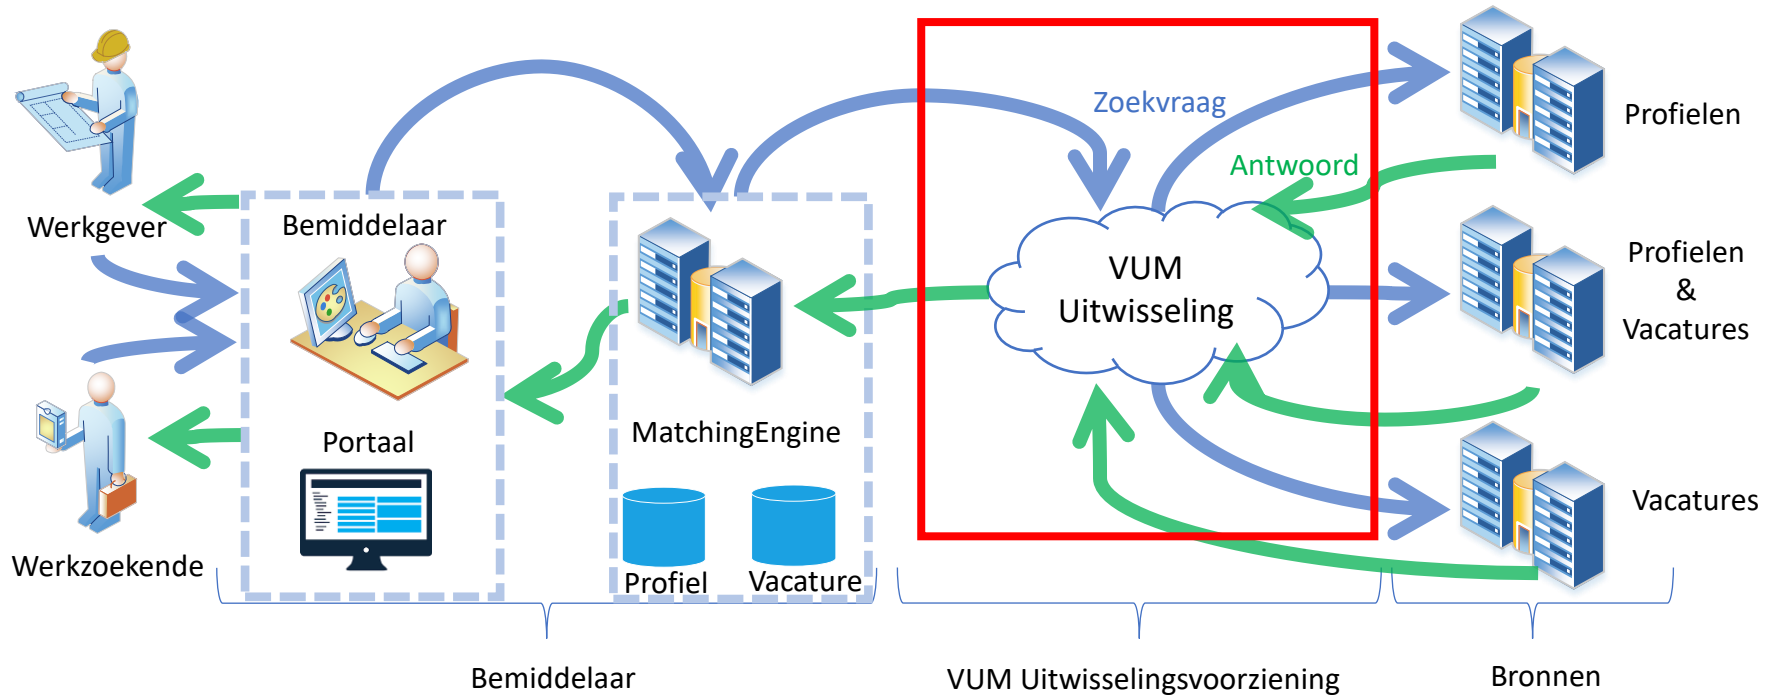 Werkgever
Werkzoekende
Bemiddelaar
Portaal
MatchingEngine
Profiel
Vacature
Zoekvraag
Antwoord
VUM
Uitwisseling
Profielen
Profielen
&
Vacatures
Vacatures
Bemiddelaar
VUM Uitwisselingsvoorziening
Bronnen